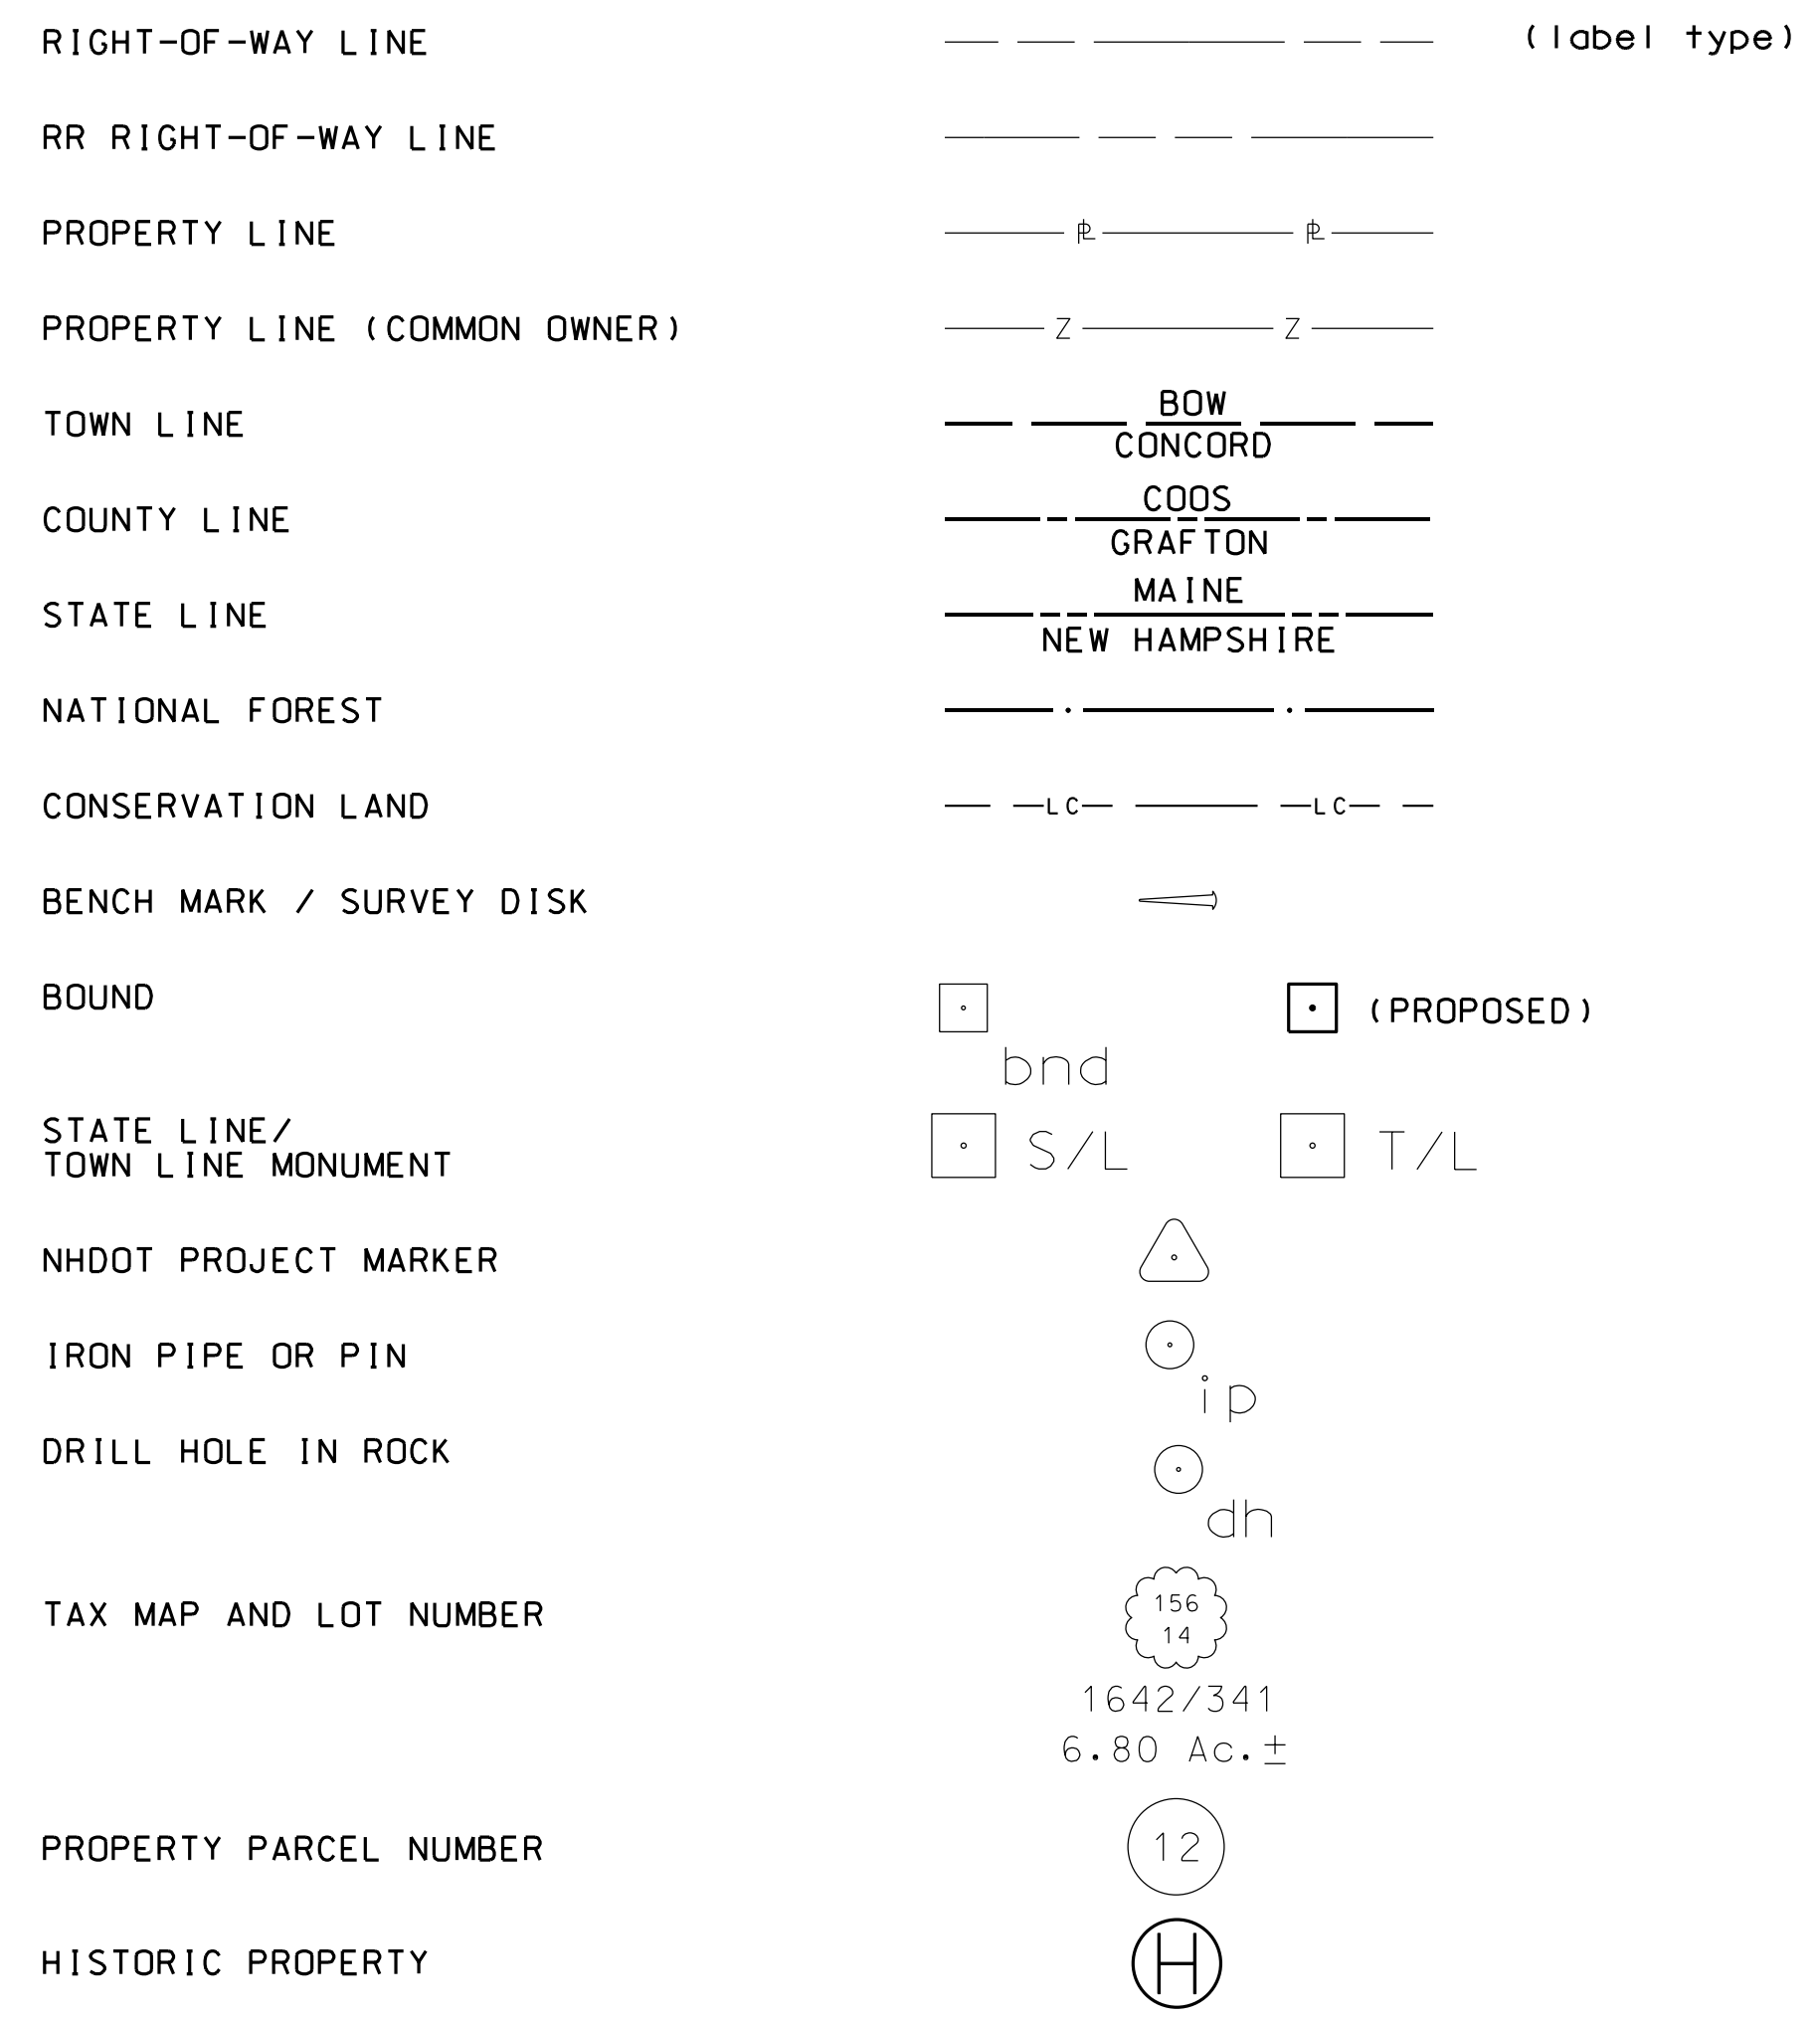 RIGHT-OF-WAY LINE (label type)
RR RIGHT-OF-WAY LINE
PROPERTY LINE ⅊ ⅊
PROPERTY LINE (COMMON OWNER) Z Z
BOW
TOWN LINE
CONCORD
COOS
COUNTY LINE
GRAFTON
MAINE
STATE LINE
NEW HAMPSHIRE
NATIONAL FOREST
CONSERVATION LAND LC LC
BENCH MARK / SURVEY DISK
BOUND (PROPOSED)
bnd
STATE LINE/
TOWN LINE MONUMENT S/L T/L
NHDOT PROJECT MARKER
IRON PIPE OR PIN
ip
DRILL HOLE IN ROCK
dh
TAX MAP AND LOT NUMBER 156
14
1642/341
6.80 Ac.±
PROPERTY PARCEL NUMBER 12
HISTORIC PROPERTY H